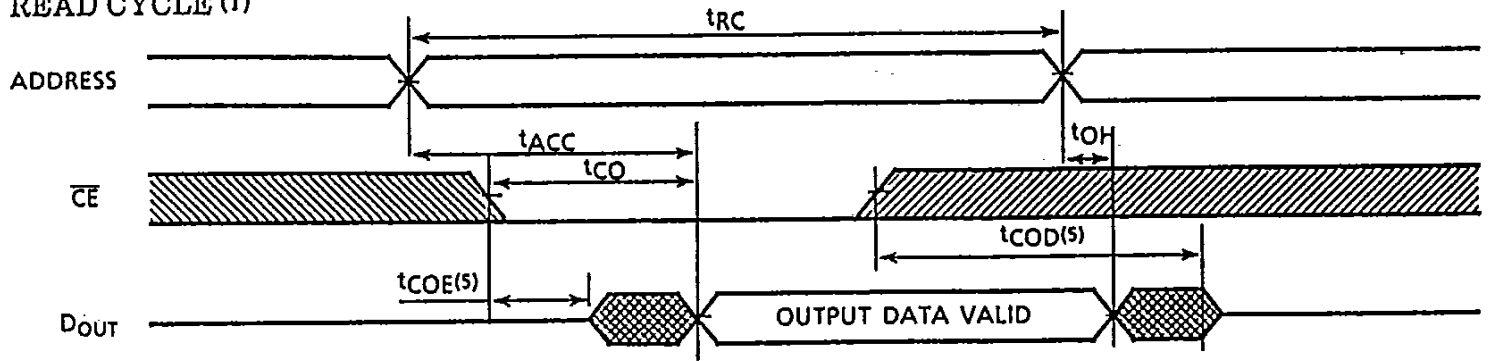 READ CYCLE (1)
tRC
ADDRESS
tACC
tOH
tCO
CE
tCOD(5)
tCOE(5)
DOUT
OUTPUT DATA VALID